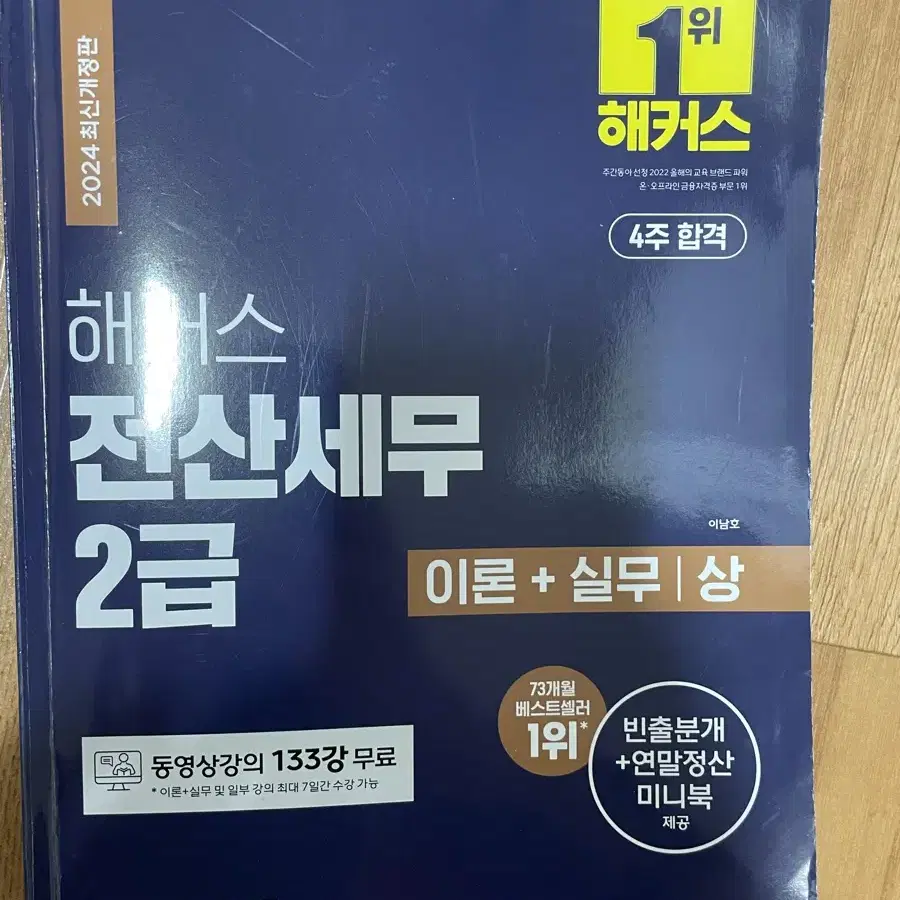 2024 최신개정판
1위
해커스
주간동아 선정 2022 올해의 교육 브랜드 파워
온·오프라인 금융자격증 부문 1위
4주 합격
해커스
전산세무
2급
이남호
이론 + 실무 | 상
73개월
베스트셀러
1위*
빈출분개
+연말정산
미니북
제공
동영상강의 133강 무료
* 이론+실무 및 일부 강의 최대 7일간 수강 가능